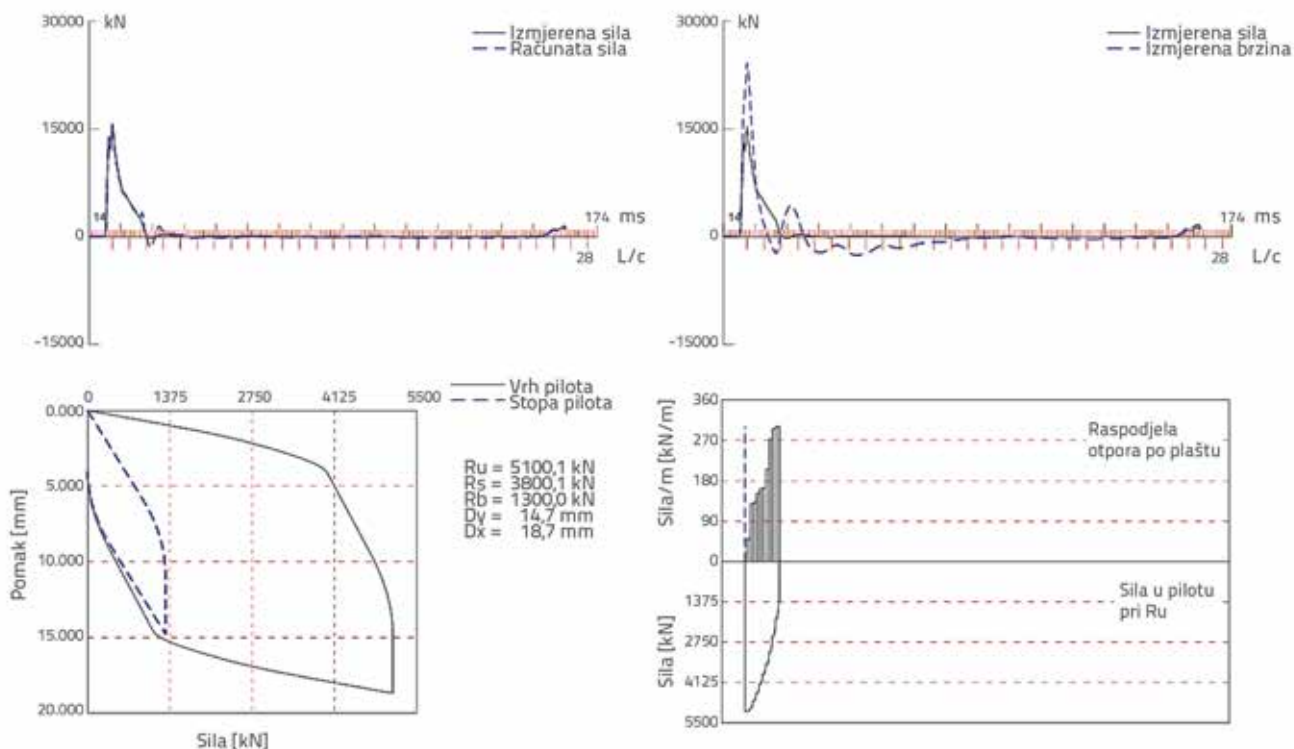 30000
kN
Izmjerena sila
Računata sila
15000
14
174 ms
0
28
L/c
-15000
30000
kN
Izmjerena sila
Izmjerena brzina
15000
14
174 ms
0
28
L/c
-15000
0 1375 2750 4125 5500
Vrh pilota
Stopa pilota
0.000
5.000
10.000
15.000
20.000
Pomak [mm]
Sila [kN]
Ru = 5100,1 kN
Rs = 3800,1 kN
Rb = 1300,0 kN
Dy = 14,7 mm
Dx = 18,7 mm
360
270
180
90
0
Sila/m [kN/m]
Raspodjela
otpora po plaštu
1375
2750
4125
5500
Sila [kN]
Sila u pilotu
pri Ru